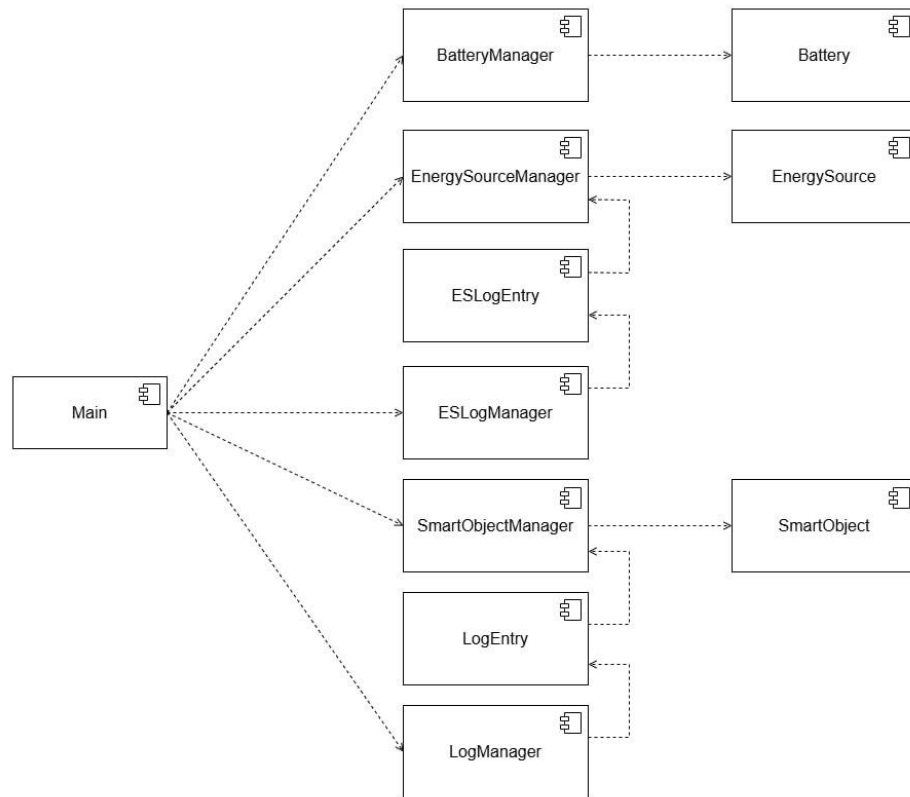 BatteryManager
Battery
EnergySourceManager
EnergySource
ESLogEntry
Main
ESLogManager
SmartObjectManager
SmartObject
LogEntry
LogManager